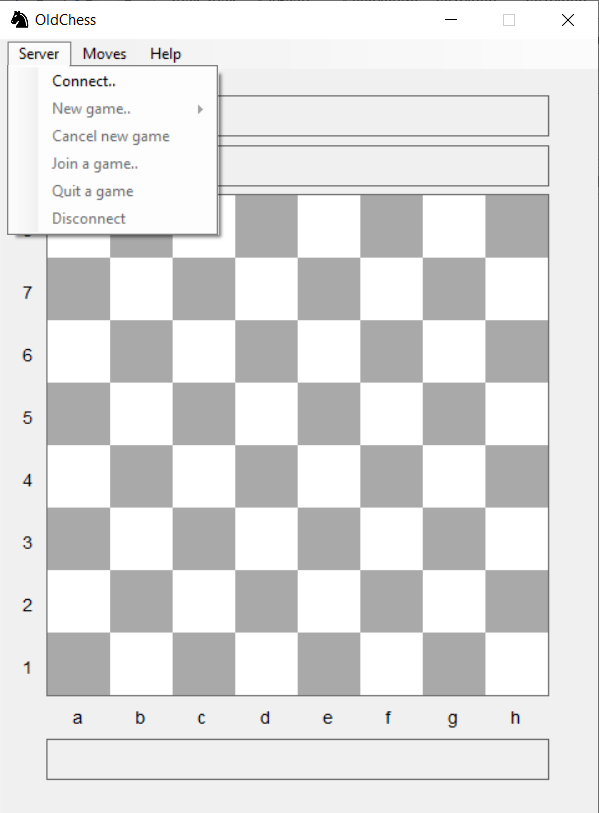 OldChess
Server Moves Help
Connect..
New game..
Cancel new game
Join a game..
Quit a game
Disconnect
7
6
5
4
3
2
1
a b c d e f g h